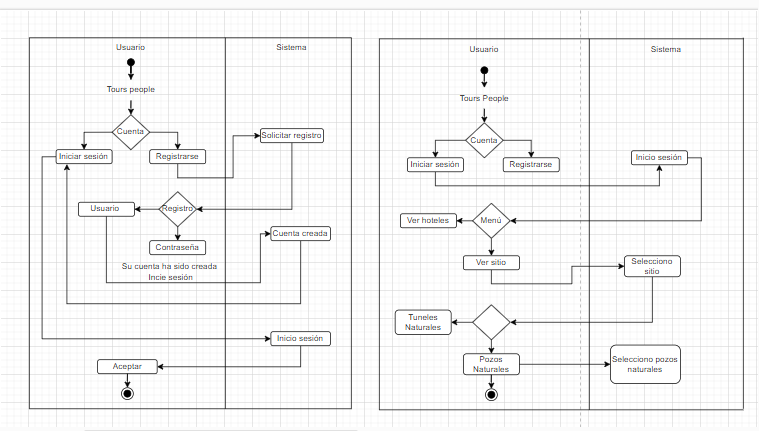 Usuario
Sistema
Tours people
Cuenta
Solicitar registro
Iniciar sesión
Registrarse
Usuario
Registro
Cuenta creada
Contraseña
Su cuenta ha sido creada
Incie sesión
Inicio sesión
Aceptar
Usuario
Sistema
Tours People
Cuenta
Iniciar sesión
Registrarse
Inicio sesión
Ver hoteles
Menú
Ver sitio
Selecciono
sitio
Tuneles
Naturales
Pozos
Naturales
Selecciono pozos
naturales